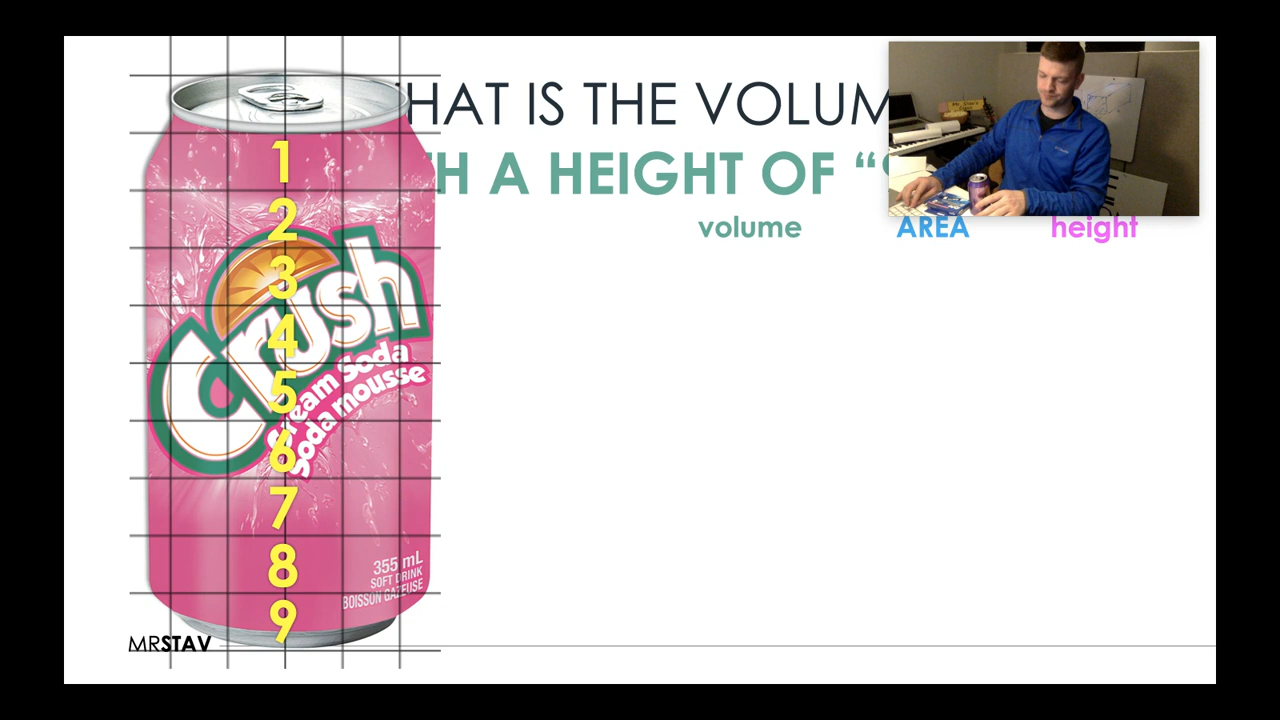 HAT IS THE VOLUM
H A HEIGHT OF “
volume AREA height
1
2
3
4
5
6
7
8
9
Crush
Cream Soda
Soda mousse
355 mL
SOFT DRINK
BOISSON GAZEUSE
MRSTAV